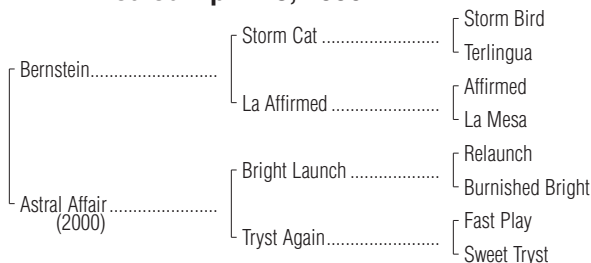 Storm Bird
Storm Cat ........................
Terlingua
Bernstein..........................
Affirmed
La Affirmed ......................
La Mesa
Relaunch
Bright Launch ..................
Burnished Bright
Astral Affair ......................
(2000)
Fast Play
Tryst Again.......................
Sweet Tryst